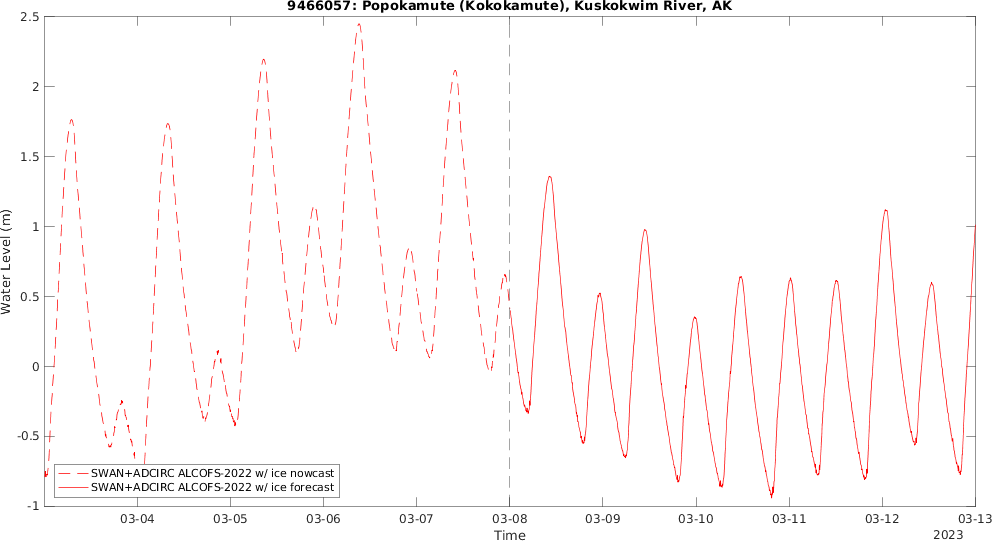 9466057: Popokamute (Kokokamute), Kuskokwim River, AK
2.5
2
1.5
1
0.5
0
-0.5
-1
Water Level (m)
SWAN+ADCIRC ALCOFS-2022 w/ ice nowcast
SWAN+ADCIRC ALCOFS-2022 w/ ice forecast
03-04 03-05 03-06 03-07 03-08 03-09 03-10 03-11 03-12 03-13
Time
2023